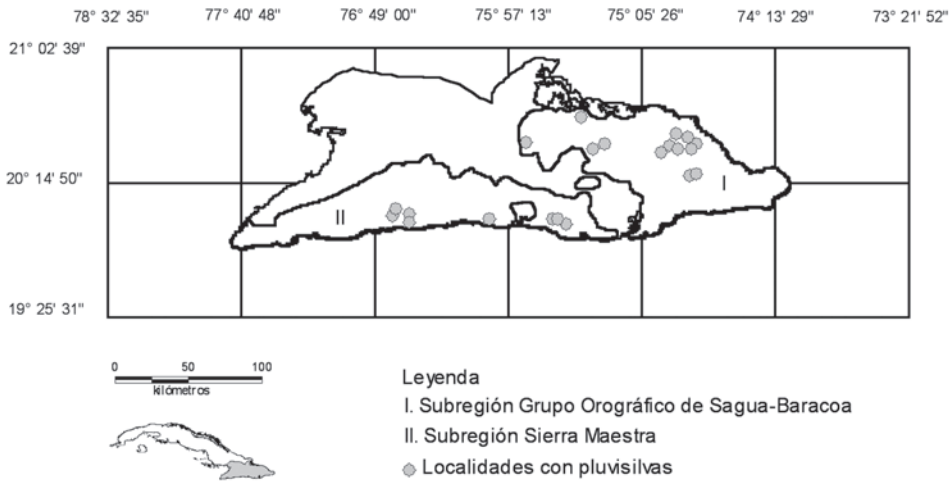 78 32' 35" 77° 40' 48" 76° 49' 00" 75° 57' 13" 75° 05' 26" 74° 13' 29" 73° 21' 52"
21° 02' 39"
20° 14' 50"
19° 25' 31"
I
II
0 50 100
kilómetros
Leyenda
I. Subregión Grupo Orográfico de Sagua-Baracoa
II. Subregión Sierra Maestra
Localidades con pluvisilvas